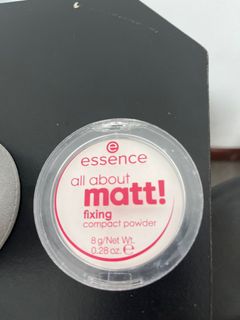 essence
all about
matt!
fixing
compact powder
8 g/Net Wt.
0.28 oz. ℮